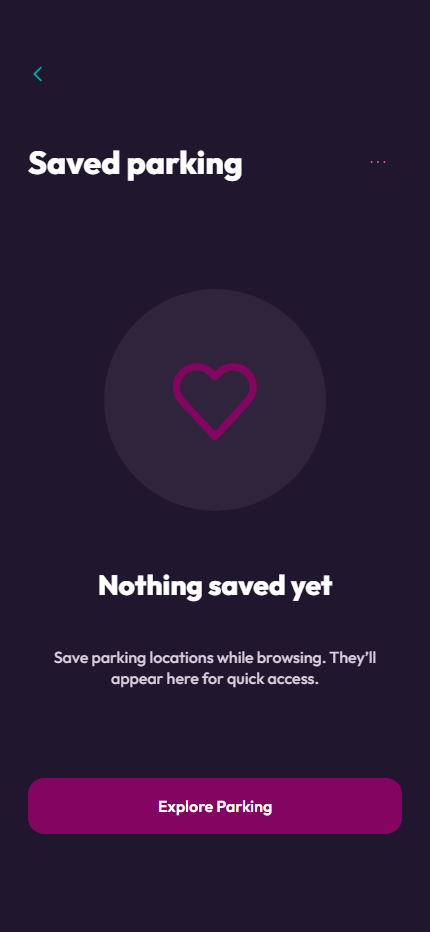 Saved parking
...
Nothing saved yet
Save parking locations while browsing. They’ll
appear here for quick access.
Explore Parking